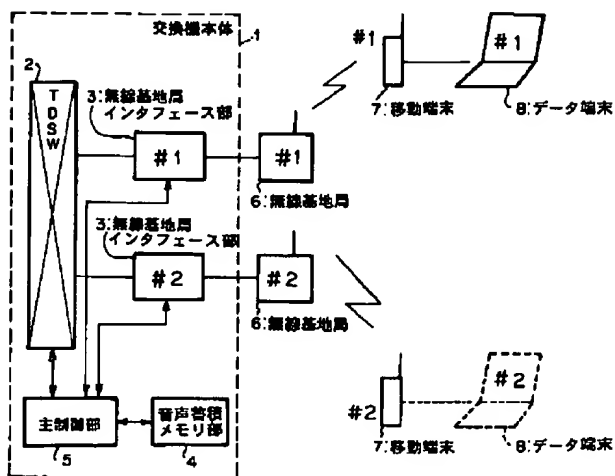 交換機本体
1
2
TDSW
3:無線基地局
インタフェース部
#1
#1
6:無線基地局
#1
7:移動端末
#1
8:データ端末
3:無線基地局
インタフェース部
#2
#2
6:無線基地局
#2
7:移動端末
#2
8:データ端末
主制御部
5
音声蓄積
メモリ部
4